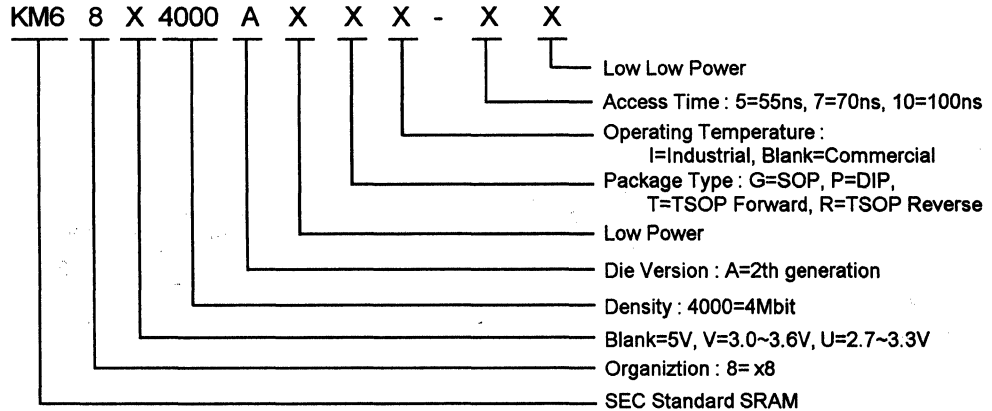 KM6 8 X 4000 A X X X - X X
Low Low Power
Access Time : 5=55ns, 7=70ns, 10=100ns
Operating Temperature :
I=Industrial, Blank=Commercial
Package Type : G=SOP, P=DIP,
T=TSOP Forward, R=TSOP Reverse
Low Power
Die Version : A=2th generation
Density : 4000=4Mbit
Blank=5V, V=3.0~3.6V, U=2.7~3.3V
Organiztion : 8= x8
SEC Standard SRAM